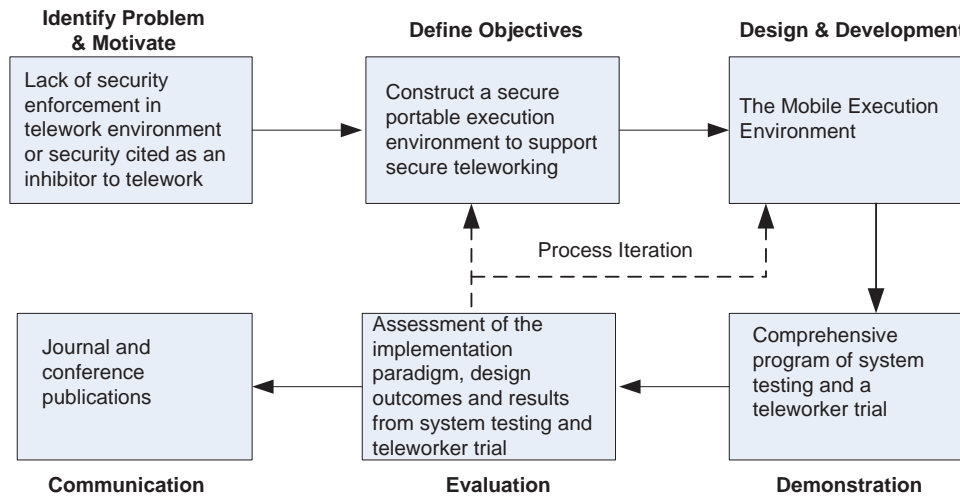 Identify Problem
& Motivate
Define Objectives
Design & Development
Lack of security
enforcement in
telework environment
or security cited as an
inhibitor to telework
Construct a secure
portable execution
environment to support
secure teleworking
The Mobile Execution
Environment
Process Iteration
Journal and
conference
publications
Assessment of the
implementation
paradigm, design
outcomes and results
from system testing and
teleworker trial
Comprehensive
program of system
testing and a
teleworker trial
Communication
Evaluation
Demonstration